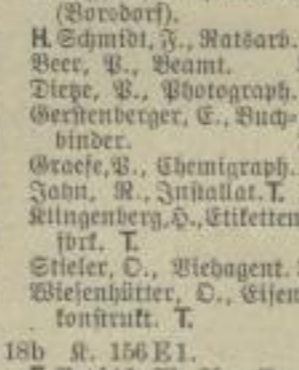 (Borsdorf).
H. Schmidt, J., Ratsarb.
Beer, P., Beamt.
Dietze, P., Photograph.
Gerstenberger, E., Buch-
binder.
Graefe, P., Chemigraph.
Jahn, R., Installat. T.
Klingenberg, H., Etiketten
fbrk. T.
Stieler, O., Viehagent.
Wiesenhütter, O., Eisen
konstrukt. T.
18b K. 156 E 1.